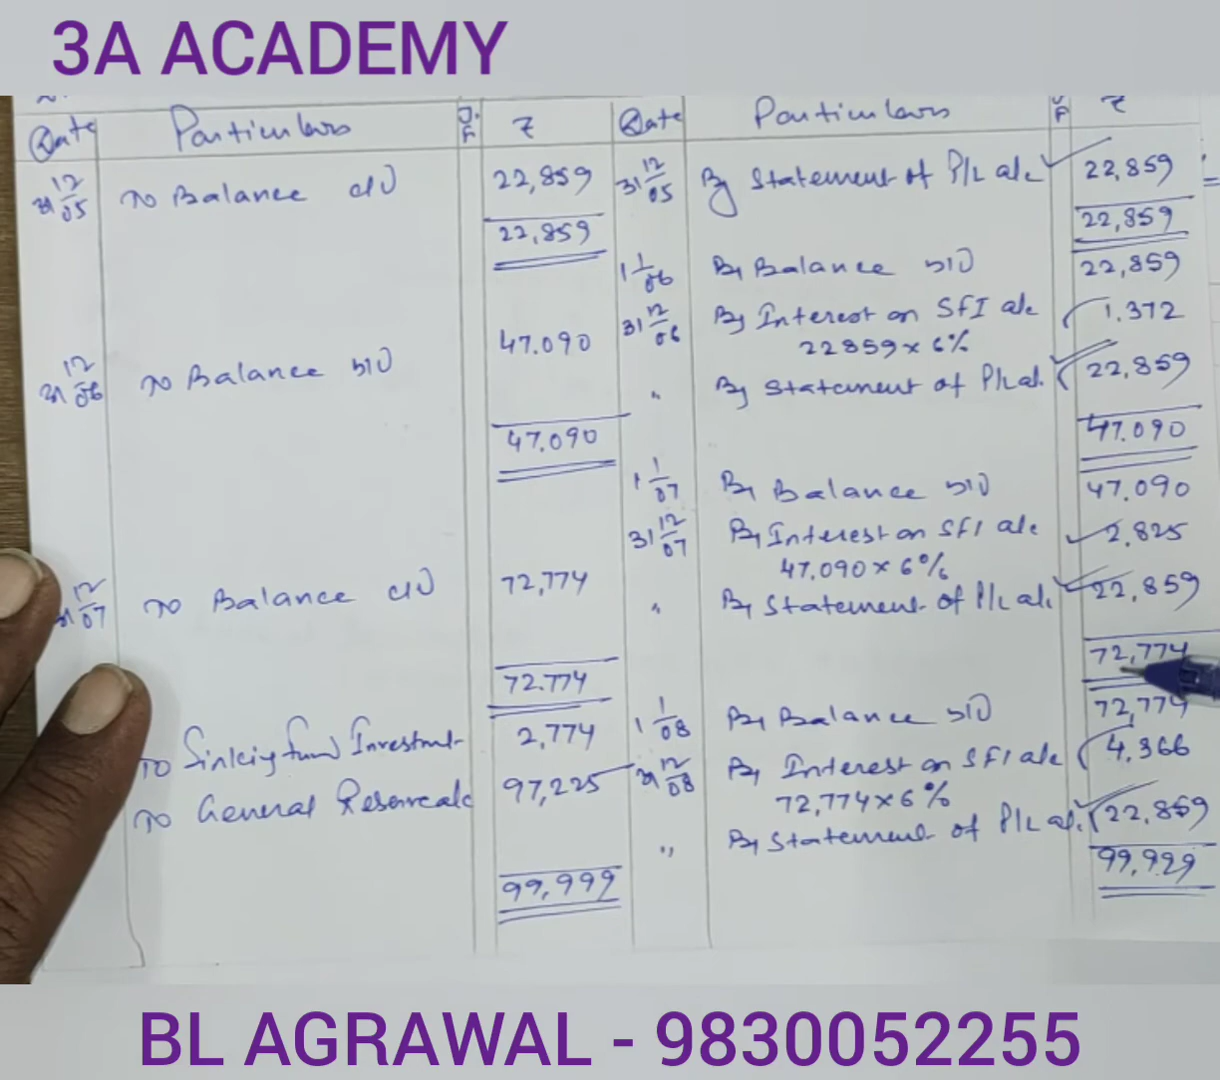 3A ACADEMY
Date Particulars J.F ₹ Date Particulars F ₹
31 12/05 To Balance c/d 22,859 31 12/05 By Statement of P/L a/c 22,859
22,859 22,859
1 1/06 By Balance b/d 22,859
31 12/06 By Interest on SFI a/c 1.372
22859 x 6%
31 12/06 To Balance b/d 47.090 " By Statement of P/L a/. 22,859
47.090 47.090
1 1/07 By Balance b/d 47.090
31 12/07 By Interest on SFI a/c 2.825
47.090 x 6%
31 12/07 To Balance c/d 72,774 " By Statement of P/L a/. 22,859
72.774 72,774
1 1/08 By Balance b/d 72,774
To Sinking fund Investment 2,774
31 12/08 By Interest on SFI a/c 4.366
To General Reserve a/c 97,225
72,774 x 6%
" By Statement of P/L a/. 22,859
99,999 99,999
BL AGRAWAL - 9830052255